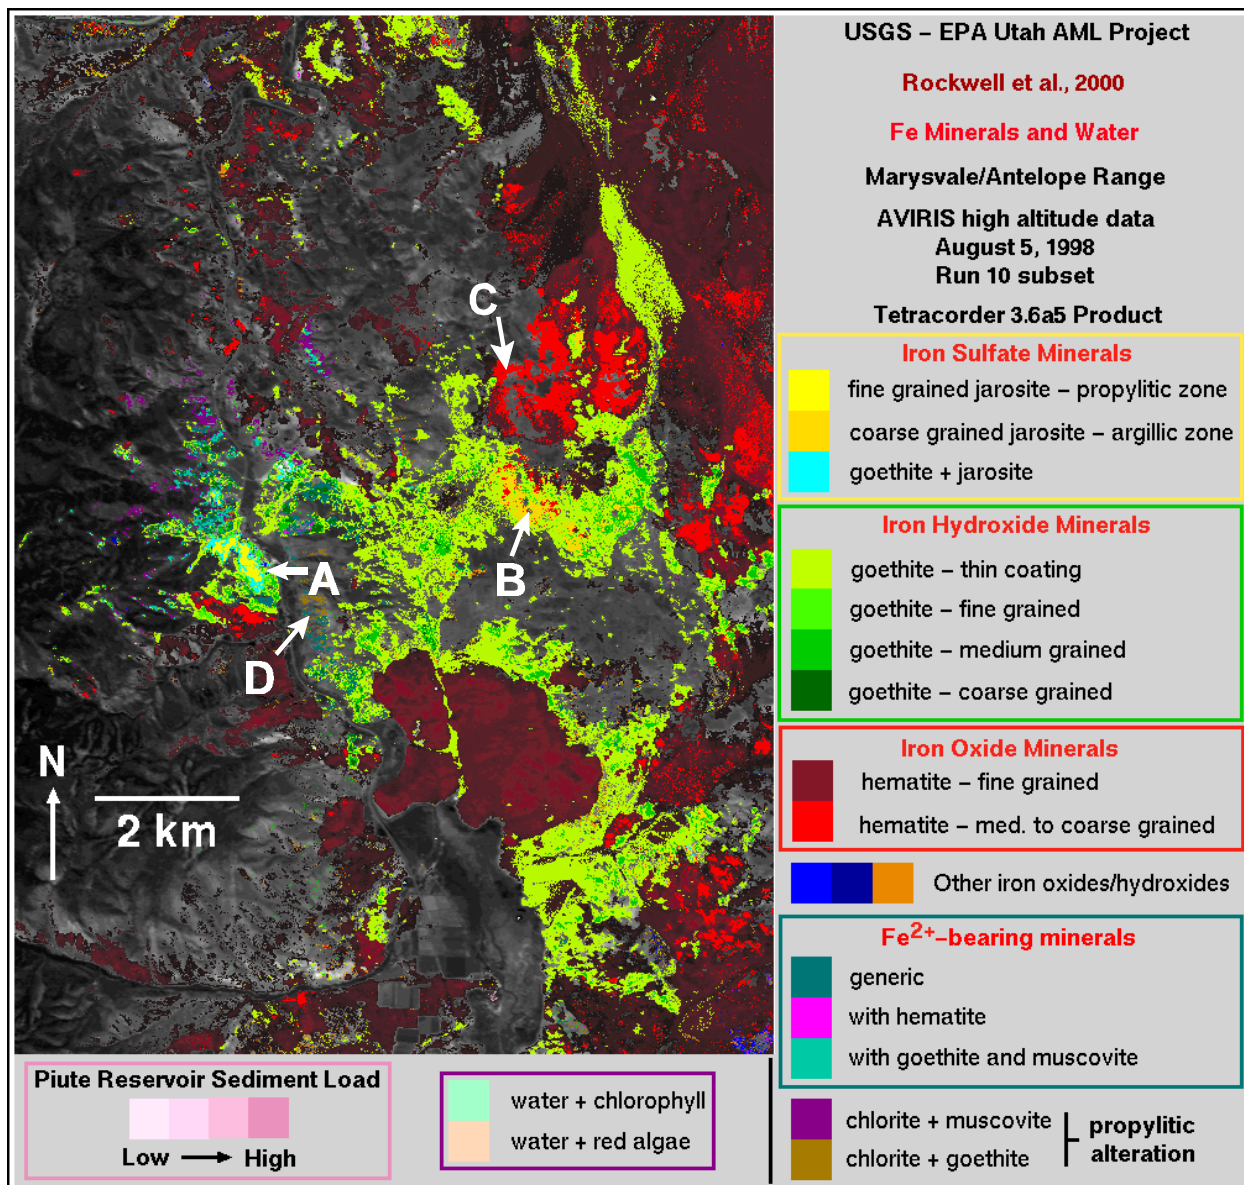 USGS – EPA Utah AML Project
Rockwell et al., 2000
Fe Minerals and Water
Marysvale/Antelope Range
AVIRIS high altitude data
August 5, 1998
Run 10 subset
Tetracorder 3.6a5 Product
Iron Sulfate Minerals
fine grained jarosite – propylitic zone
coarse grained jarosite – argillic zone
goethite + jarosite
Iron Hydroxide Minerals
goethite – thin coating
goethite – fine grained
goethite – medium grained
goethite – coarse grained
Iron Oxide Minerals
hematite – fine grained
hematite – med. to coarse grained
Other iron oxides/hydroxides
Fe2+–bearing minerals
generic
with hematite
with goethite and muscovite
chlorite + muscovite
chlorite + goethite
propylitic
alteration
C
A
B
D
N
2 km
Piute Reservoir Sediment Load
Low High
water + chlorophyll
water + red algae